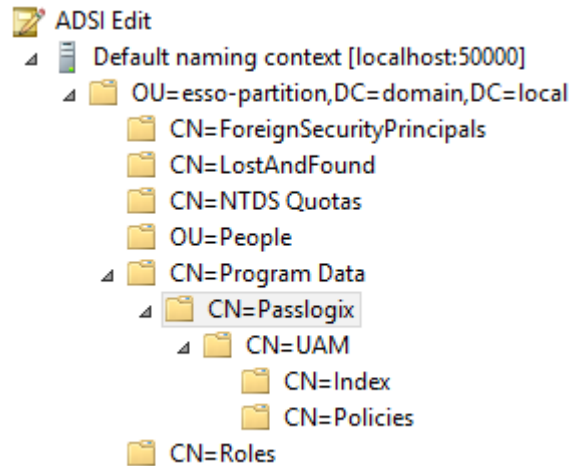 ADSI Edit
Default naming context [localhost:50000]
OU=esso-partition,DC=domain,DC=local
CN=ForeignSecurityPrincipals
CN=LostAndFound
CN=NTDS Quotas
OU=People
CN=Program Data
CN=Passlogix
CN=UAM
CN=Index
CN=Policies
CN=Roles